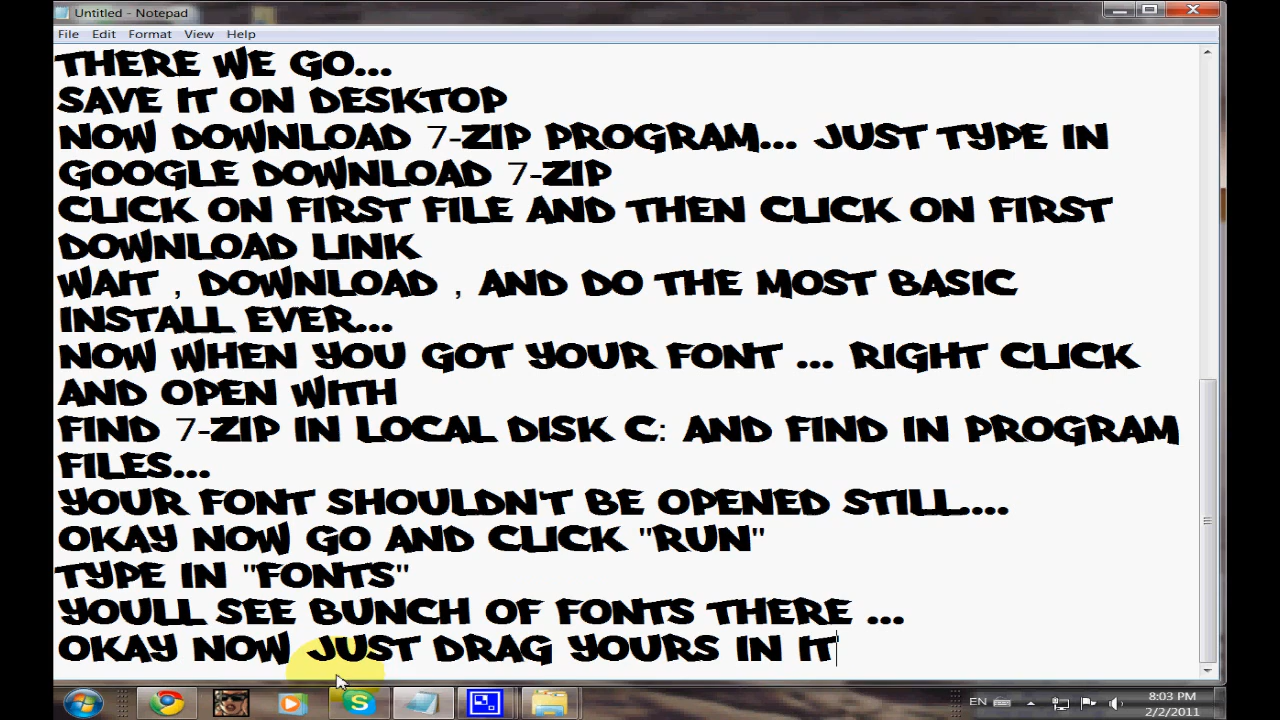 Untitled - Notepad
File Edit Format View Help
THERE WE GO...
SAVE IT ON DESKTOP
NOW DOWNLOAD 7-ZIP PROGRAM... JUST TYPE IN
GOOGLE DOWNLOAD 7-ZIP
CLICK ON FIRST FILE AND THEN CLICK ON FIRST
DOWNLOAD LINK
WAIT , DOWNLOAD , AND DO THE MOST BASIC
INSTALL EVER...
NOW WHEN YOU GOT YOUR FONT ... RIGHT CLICK
AND OPEN WITH
FIND 7-ZIP IN LOCAL DISK C: AND FIND IN PROGRAM
FILES...
YOUR FONT SHOULDN'T BE OPENED STILL....
OKAY NOW GO AND CLICK "RUN"
TYPE IN "FONTS"
YOULL SEE BUNCH OF FONTS THERE ...
OKAY NOW JUST DRAG YOURS IN IT
EN
8:03 PM
2/2/2011